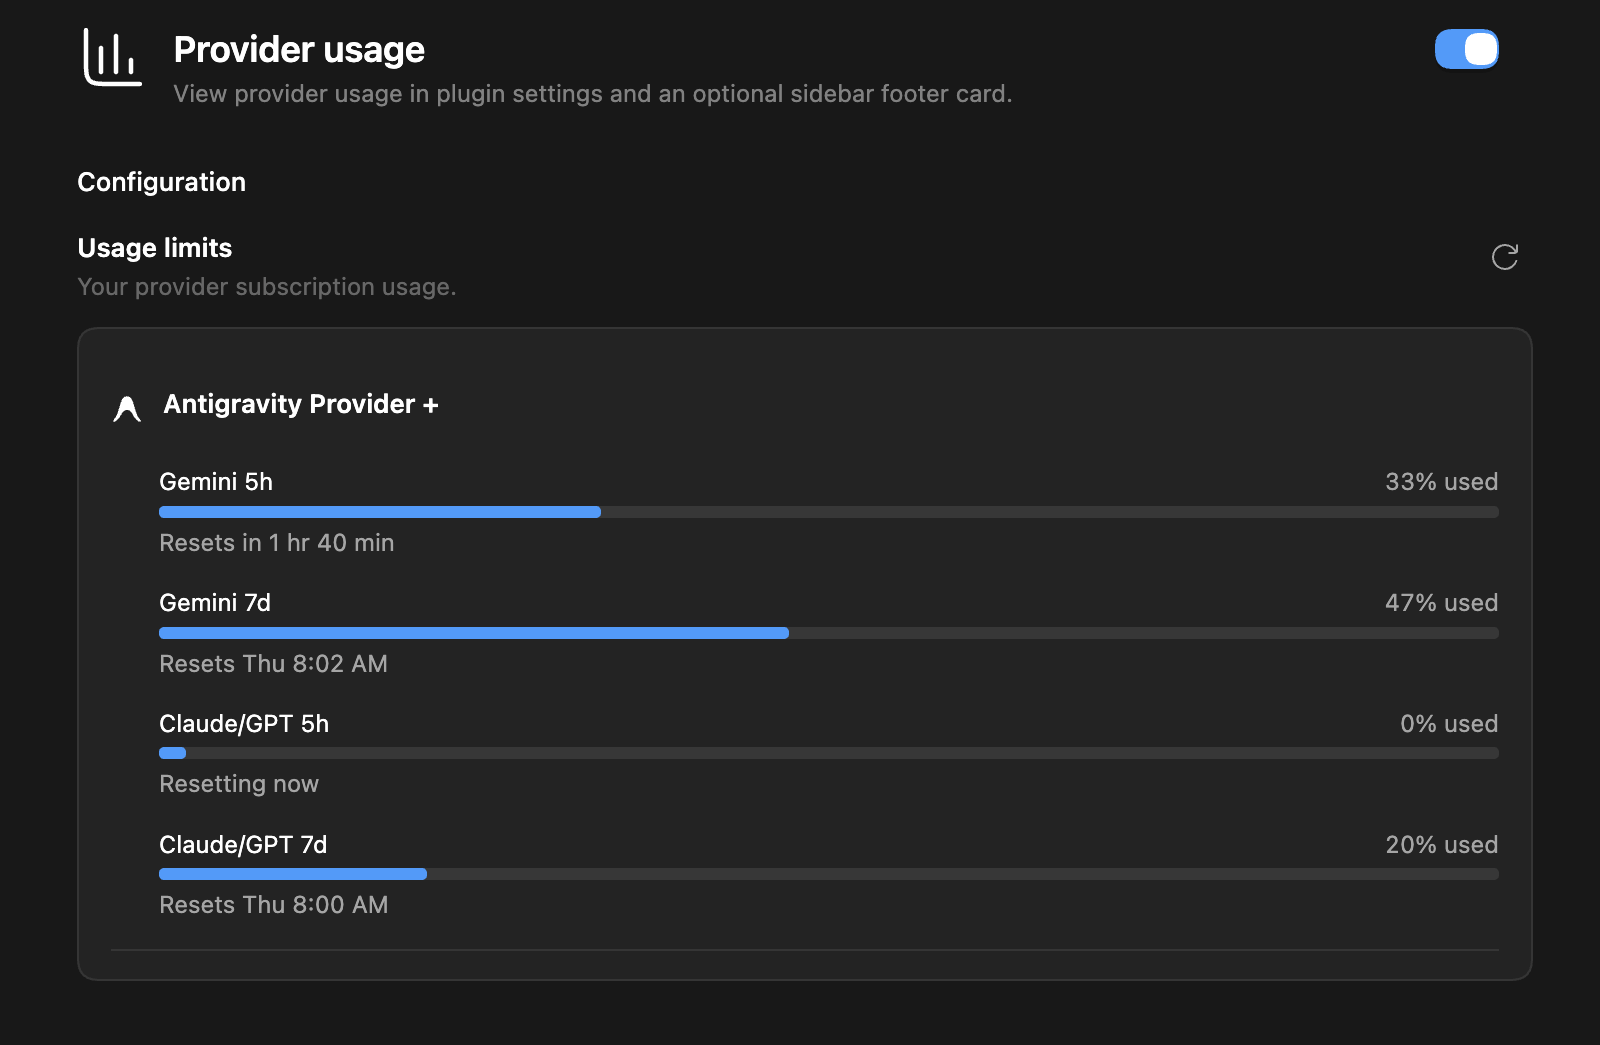 Provider usage
View provider usage in plugin settings and an optional sidebar footer card.
Configuration
Usage limits
Your provider subscription usage.
Antigravity Provider +
Gemini 5h
33% used
Resets in 1 hr 40 min
Gemini 7d
47% used
Resets Thu 8:02 AM
Claude/GPT 5h
0% used
Resetting now
Claude/GPT 7d
20% used
Resets Thu 8:00 AM